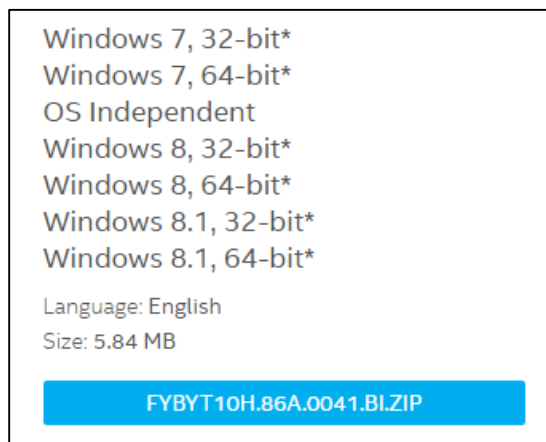 Windows 7, 32-bit*
Windows 7, 64-bit*
OS Independent
Windows 8, 32-bit*
Windows 8, 64-bit*
Windows 8.1, 32-bit*
Windows 8.1, 64-bit*
Language: English
Size: 5.84 MB
FYBYT10H.86A.0041.BI.ZIP